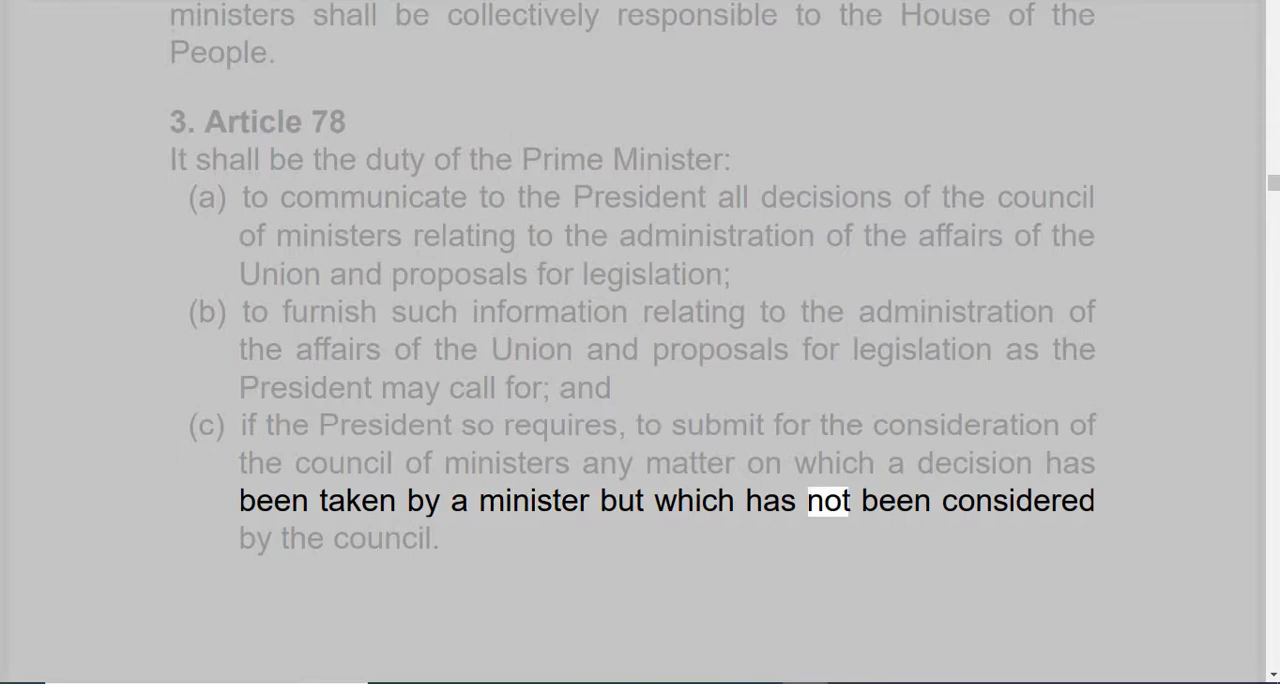 ministers shall be collectively responsible to the House of the
People.
3. Article 78
It shall be the duty of the Prime Minister:
(a) to communicate to the President all decisions of the council
of ministers relating to the administration of the affairs of the
Union and proposals for legislation;
(b) to furnish such information relating to the administration of
the affairs of the Union and proposals for legislation as the
President may call for; and
(c) if the President so requires, to submit for the consideration of
the council of ministers any matter on which a decision has
been taken by a minister but which has not been considered
by the council.